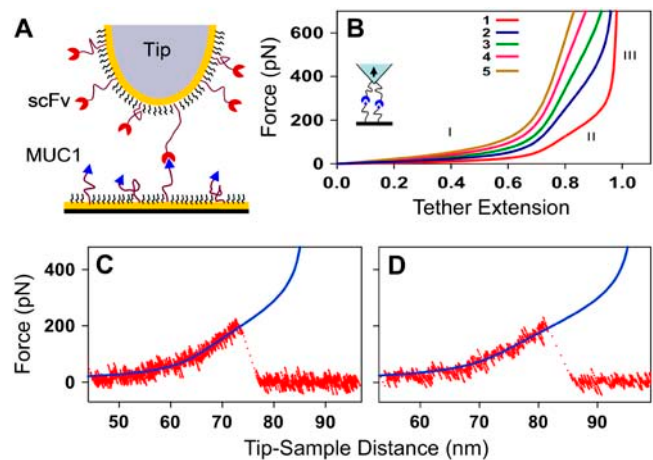 A
Tip
scFv
MUC1
B
Force (pN)
600
400
200
0
1
2
3
4
5
I
II
III
0.0 0.2 0.4 0.6 0.8 1.0
Tether Extension
C
Force (pN)
400
200
0
50 60 70 80 90
D
60 70 80 90
Tip-Sample Distance (nm)